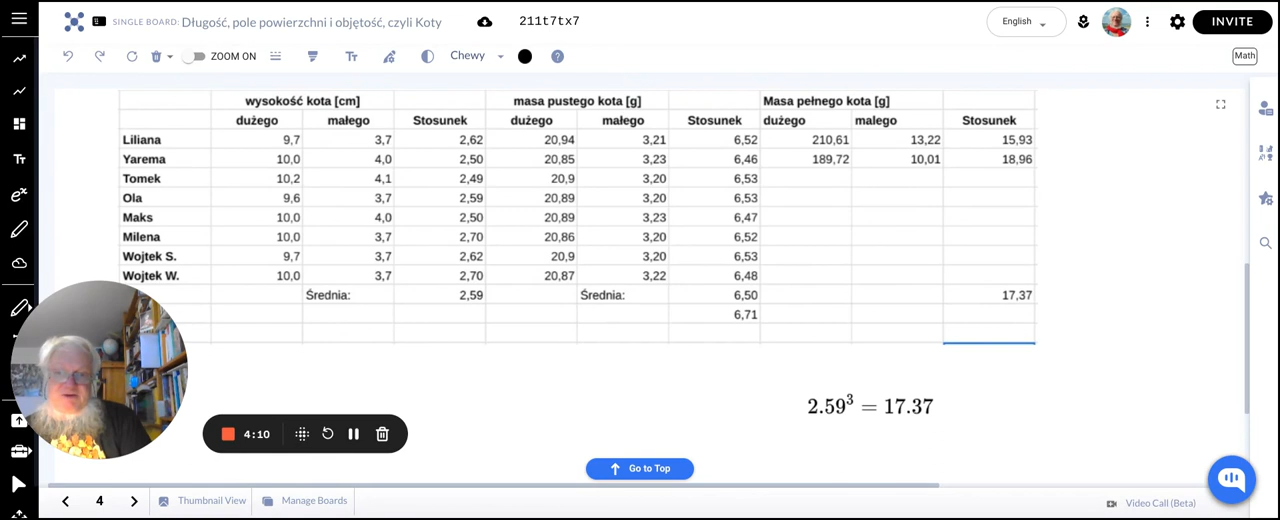 SINGLE BOARD: Długość, pole powierzchni i objętość, czyli Koty 211t7tx7 English INVITE
ZOOM ON Tт Chewy ? Math
wysokość kota [cm] masa pustego kota [g] Masa pełnego kota [g]
dużego małego Stosunek dużego małego Stosunek dużego malego Stosunek
Liliana 9,7 3,7 2,62 20,94 3,21 6,52 210,61 13,22 15,93
Yarema 10,0 4,0 2,50 20,85 3,23 6,46 189,72 10,01 18,96
Tomek 10,2 4,1 2,49 20,9 3,20 6,53
Ola 9,6 3,7 2,59 20,89 3,20 6,53
Maks 10,0 4,0 2,50 20,89 3,23 6,47
Milena 10,0 3,7 2,70 20,86 3,20 6,52
Wojtek S. 9,7 3,7 2,62 20,9 3,20 6,53
Wojtek W. 10,0 3,7 2,70 20,87 3,22 6,48
Średnia: 2,59 Średnia: 6,50 17,37
6,71
2.59³ = 17.37
4:10
Go to Top
4 Thumbnail View Manage Boards Video Call (Beta)